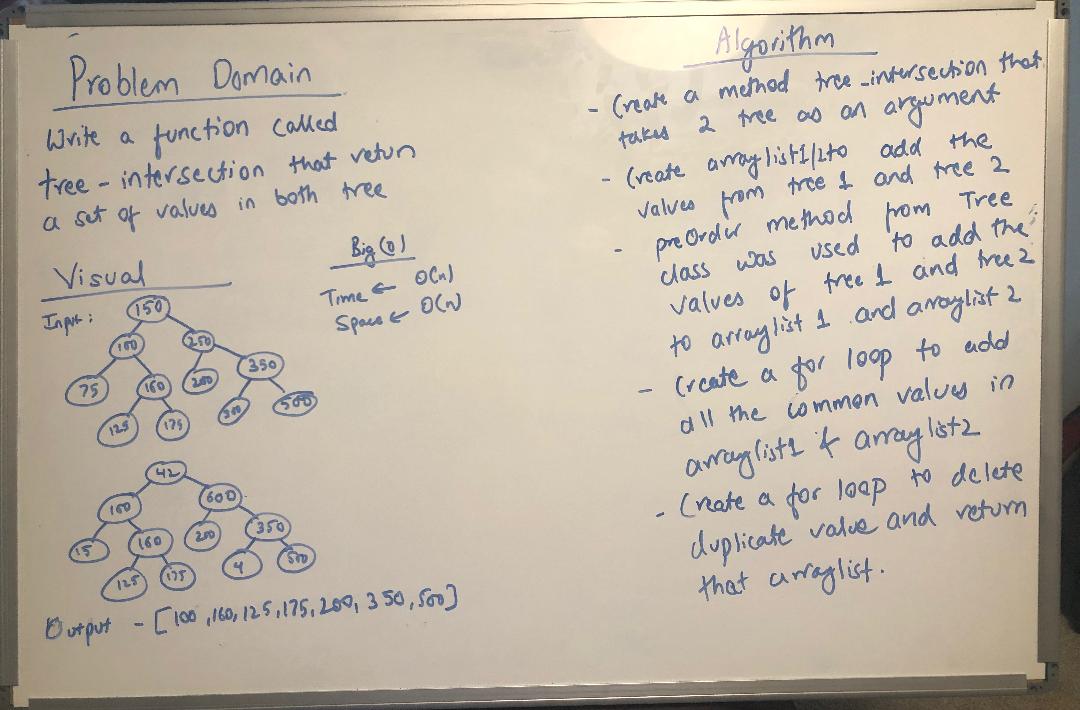 Problem Domain
Write a function called
tree-intersection that retun
a set of values in both tree
Visual
Input:
150
100
250
75
160
200
350
125
175
300
500
42
100
600
15
160
200
350
125
175
4
500
Output - [100,160,125,175,200,350,500]
Big(O)
Time ← O(n)
Space ← O(n)
Algorithm
- Create a method tree-intersection that
takes 2 tree as an argument
- Create arraylist1/2to add the
values from tree 1 and tree 2
- preOrder method from Tree
class was used to add the
values of tree 1 and tree 2
to arraylist 1 and arraylist 2
- Create a for loop to add
all the common values in
arraylist1 & arraylist2
- Create a for loop to delete
duplicate value and return
that arraylist.